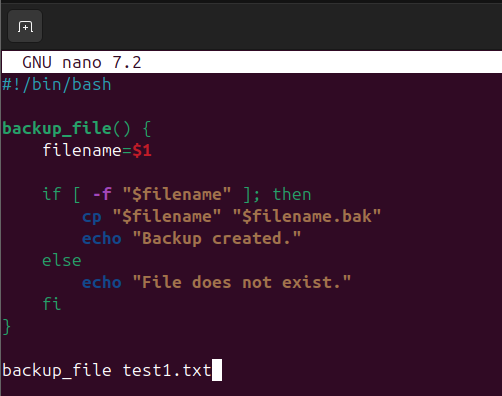 GNU nano 7.2
#!/bin/bash
backup_file() {
    filename=$1
    if [ -f "$filename" ]; then
        cp "$filename" "$filename.bak"
        echo "Backup created."
    else
        echo "File does not exist."
    fi
}
backup_file test1.txt